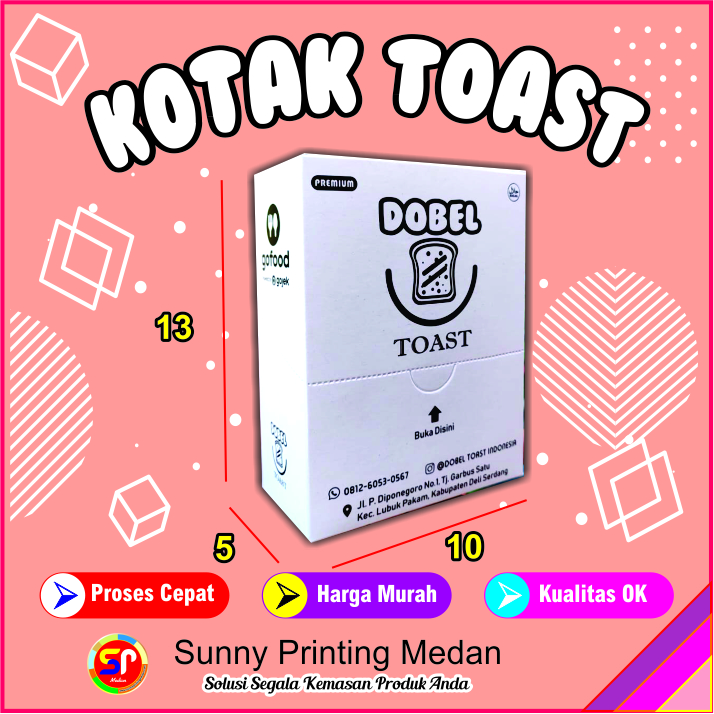 KOTAK TOAST
PREMIUM
DOBEL
TOAST
gofood
gojek
13
Buka Disini
0812-6053-0567
@DOBEL TOAST INDONESIA
Jl. P. Diponegoro No.1. Tj. Garbus Satu
Kec. Lubuk Pakam, Kabupaten Deli Serdang
TOAST
5
10
Proses Cepat
Harga Murah
Kualitas OK
SP
Medan
Sunny Printing Medan
Solusi Segala Kemasan Produk Anda